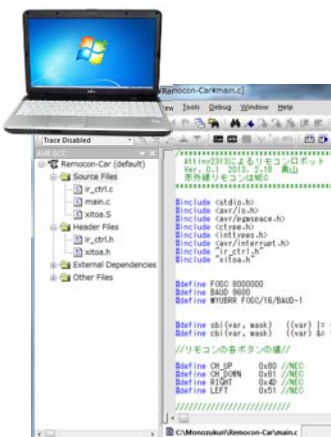 Remocon-Car¥main.c]
View Tools Debug Window Help
Trace Disabled
AVR GCC
Remocon-Car (default)
Source Files
ir_ctrl.c
main.c
xitoa.S
Header Files
ir_ctrl.h
xitoa.h
External Dependencies
Other Files
ATtiny2313によるリモコンロボット
Ver. 0.1 2013. 2.18 奥山
赤外線リモコンはNEC
#include <stdio.h>
#include <avr/io.h>
#include <avr/pgmspace.h>
#include <ctype.h>
#include <inttypes.h>
#include <avr/interrupt.h>
#include "ir_ctrl.h"
#include "xitoa.h"
#define FOSC 8000000
#define BAUD 9600
#define MYUBRR FOSC/16/BAUD-1
#define sbi(var, mask) ((var) |=
#define cbi(var, mask) ((var) &=
//リモコンの各ボタンの値//
#define CH_UP 0x80 //NEC
#define CH_DOWN 0x81 //NEC
#define RIGHT 0x4D //NEC
#define LEFT 0x51 //NEC
////////////////////////////
C:¥Monozukuri¥Remocon-Car¥main.c